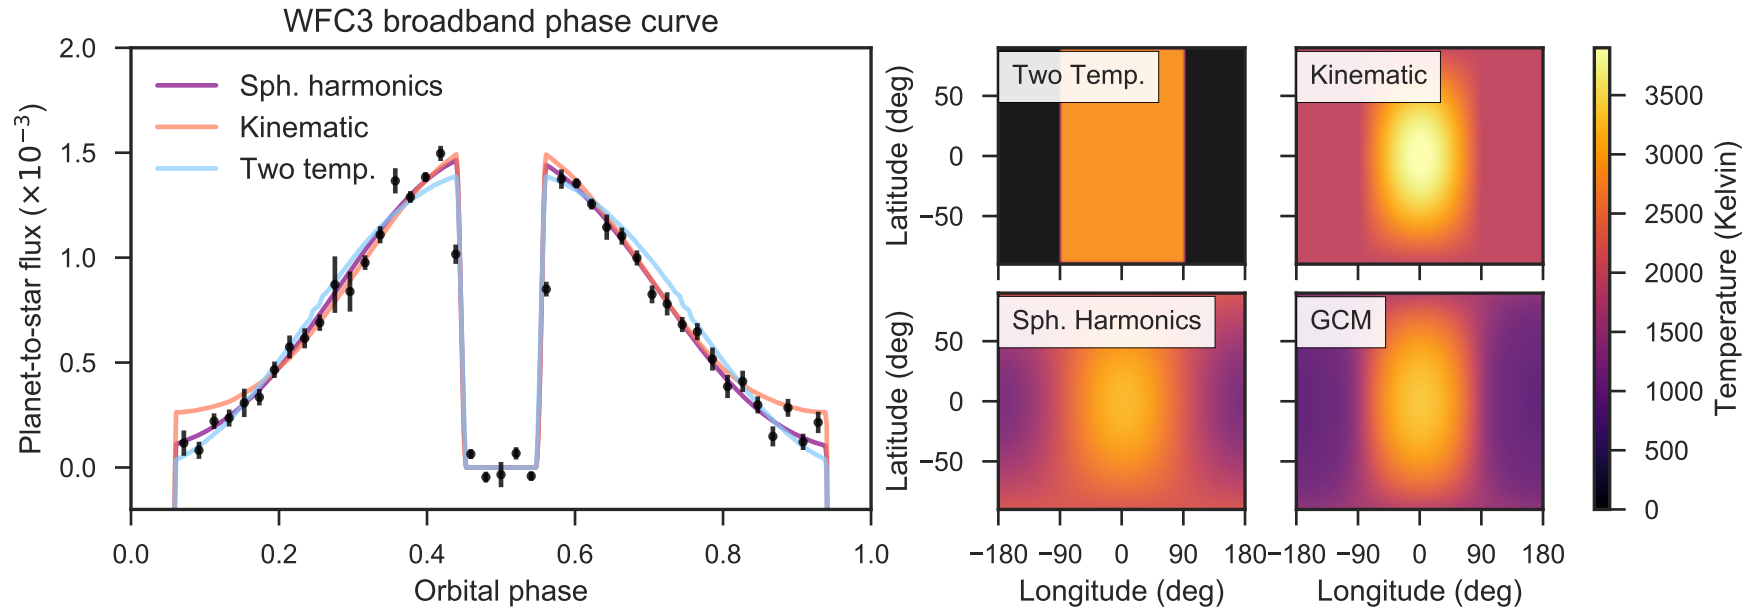 WFC3 broadband phase curve
Planet-to-star flux (×10⁻³)
2.0
1.5
1.0
0.5
0.0
Sph. harmonics
Kinematic
Two temp.
0.0 0.2 0.4 0.6 0.8 1.0
Orbital phase
Latitude (deg)
50
0
−50
Two Temp.
Kinematic
Latitude (deg)
50
0
−50
Sph. Harmonics
GCM
−180 −90 0 90 180
Longitude (deg)
−180 −90 0 90 180
Longitude (deg)
3500
3000
2500
2000
1500
1000
500
0
Temperature (Kelvin)